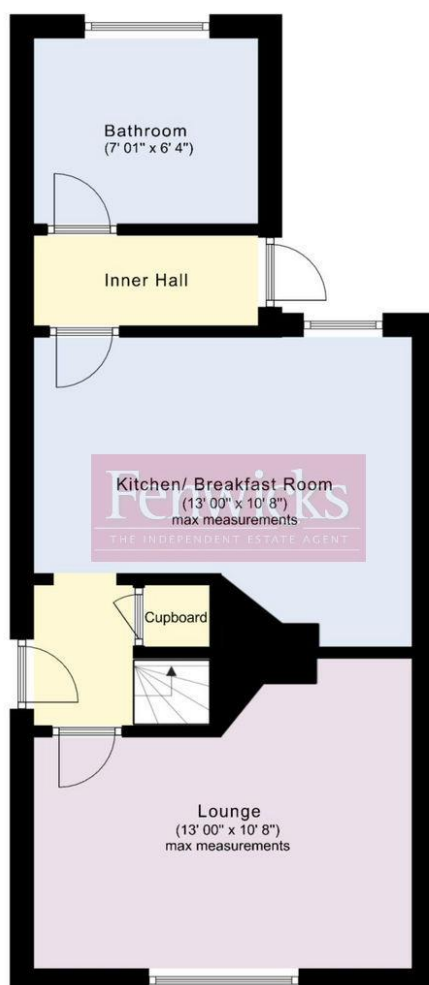 Bathroom
(7' 01" x 6' 4")
Inner Hall
Kitchen/ Breakfast Room
(13' 00" x 10' 8")
max measurements
Fenwicks
THE INDEPENDENT ESTATE AGENT
Cupboard
Lounge
(13' 00" x 10' 8")
max measurements